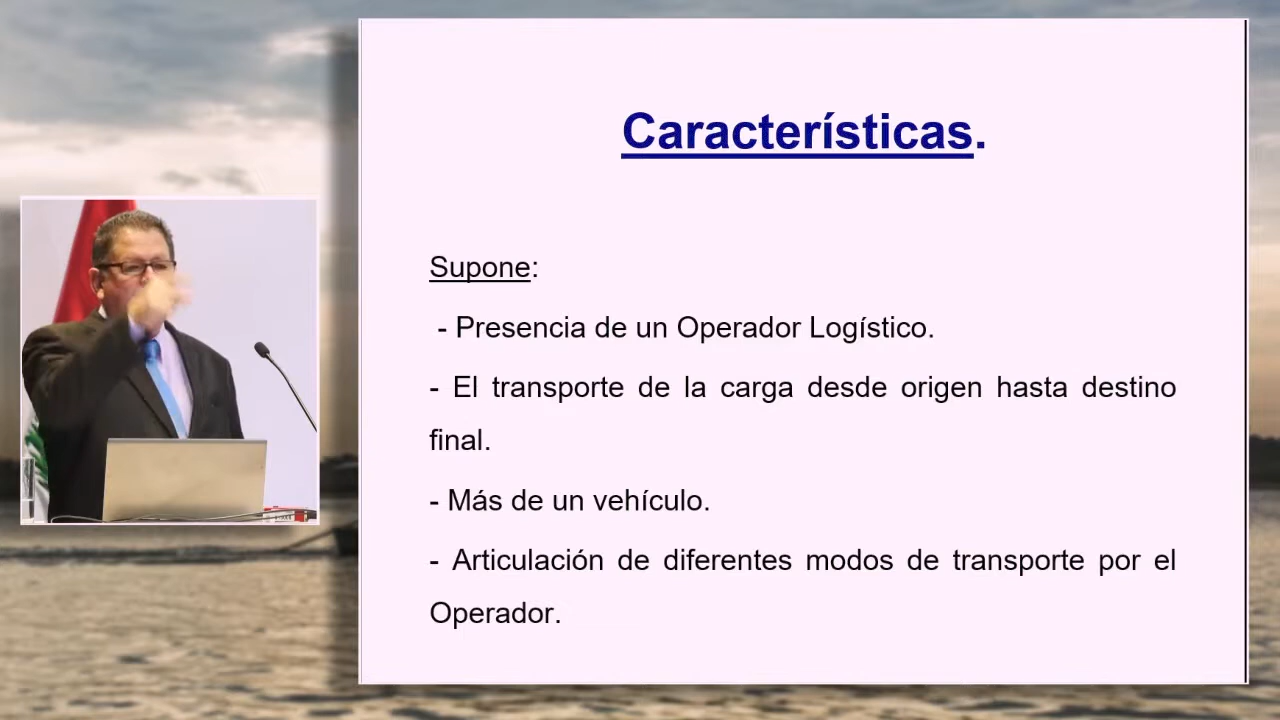 Características.
Supone:
- Presencia de un Operador Logístico.
- El transporte de la carga desde origen hasta destino
final.
- Más de un vehículo.
- Articulación de diferentes modos de transporte por el
Operador.